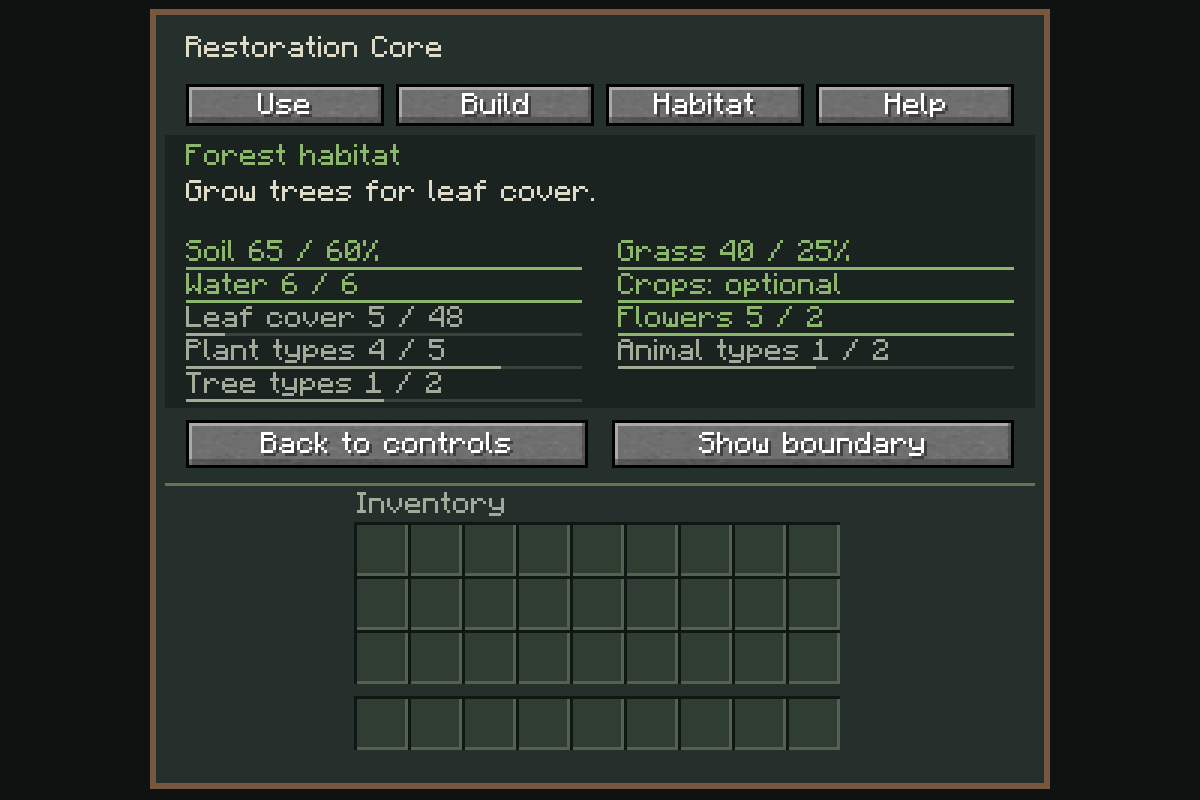 Restoration Core
Use
Build
Habitat
Help
Forest habitat
Grow trees for leaf cover.
Soil 65 / 60%
Grass 40 / 25%
Water 6 / 6
Crops: optional
Leaf cover 5 / 48
Flowers 5 / 2
Plant types 4 / 5
Animal types 1 / 2
Tree types 1 / 2
Back to controls
Show boundary
Inventory